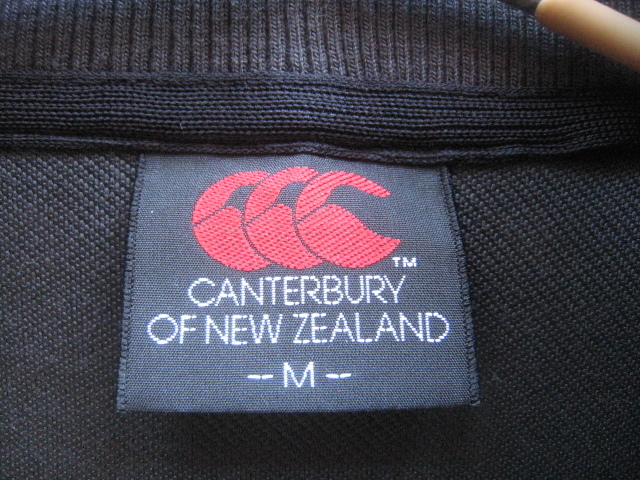 TM
CANTERBURY
OF NEW ZEALAND
-- M --